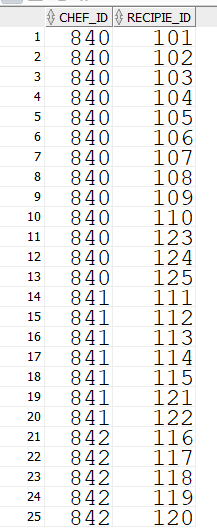 CHEF_ID RECIPIE_ID
1 840 101
2 840 102
3 840 103
4 840 104
5 840 105
6 840 106
7 840 107
8 840 108
9 840 109
10 840 110
11 840 123
12 840 124
13 840 125
14 841 111
15 841 112
16 841 113
17 841 114
18 841 115
19 841 121
20 841 122
21 842 116
22 842 117
23 842 118
24 842 119
25 842 120